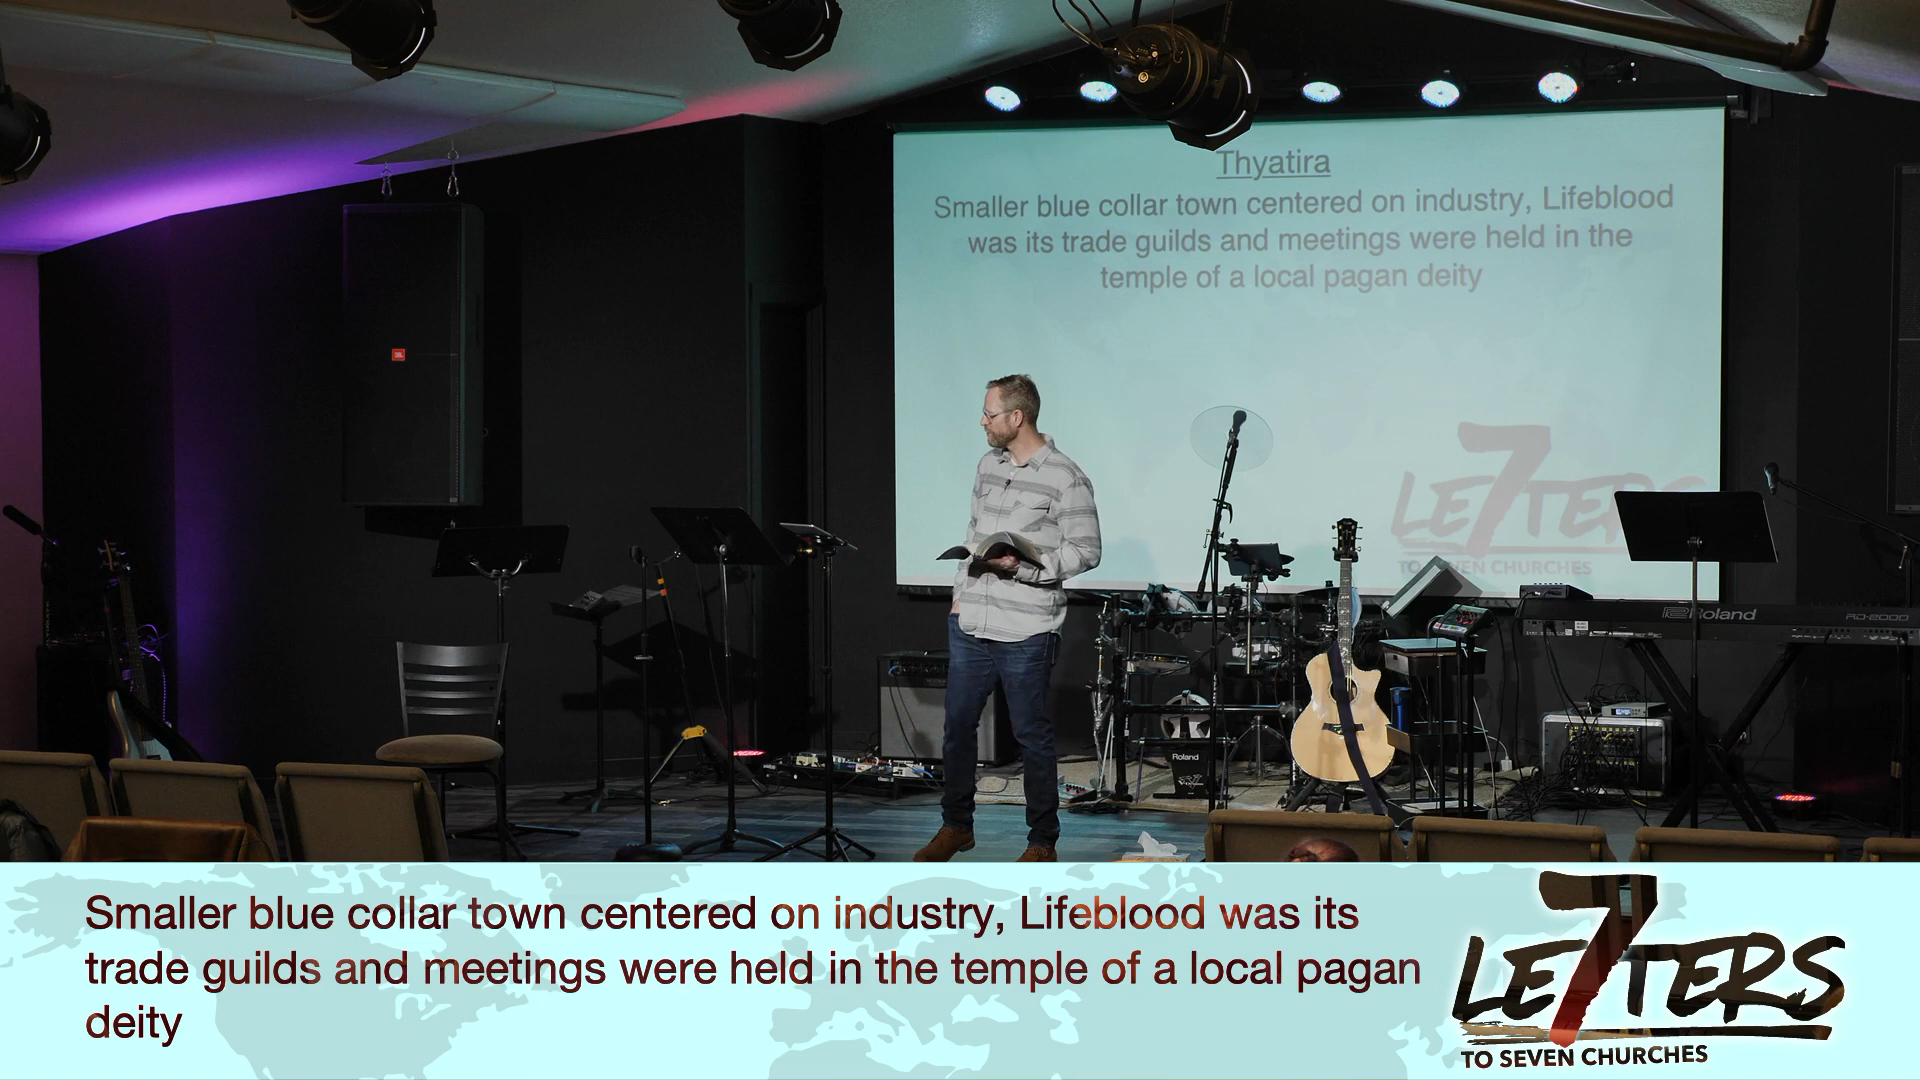 Thyatira
Smaller blue collar town centered on industry, Lifeblood
was its trade guilds and meetings were held in the
temple of a local pagan deity
LE7TERS
TO SEVEN CHURCHES
JBL
Roland
RD-2000
Roland
Smaller blue collar town centered on industry, Lifeblood was its
trade guilds and meetings were held in the temple of a local pagan
deity
LE7TERS
TO SEVEN CHURCHES